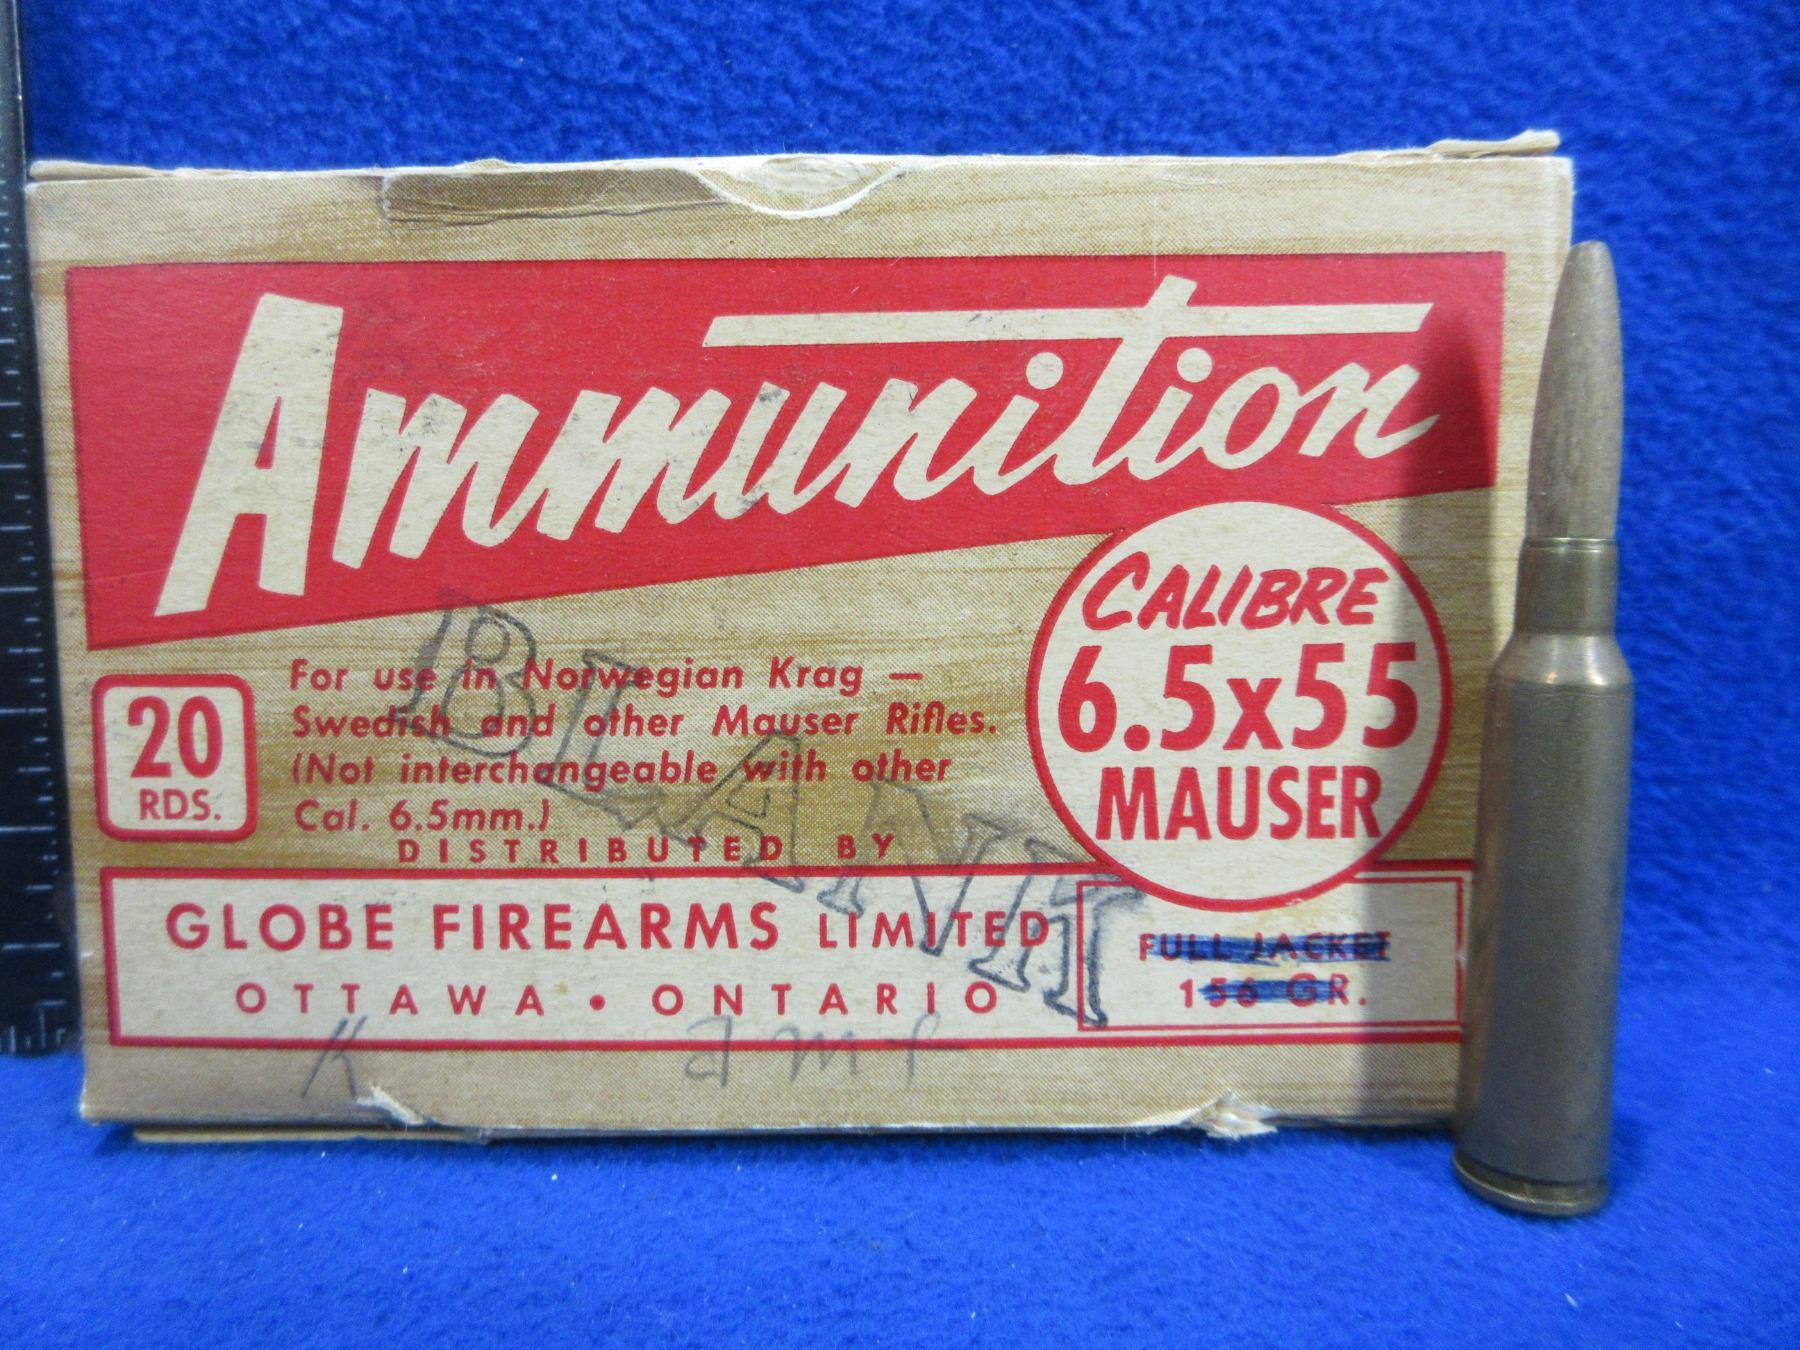 Ammunition
CALIBRE
6.5x55
MAUSER
20
RDS.
For use in Norwegian Krag —
Swedish and other Mauser Rifles.
(Not interchangeable with other
Cal. 6.5mm.)
BLANK
DISTRIBUTED BY
GLOBE FIREARMS LIMITED
OTTAWA • ONTARIO
FULL JACKET
156 GR.